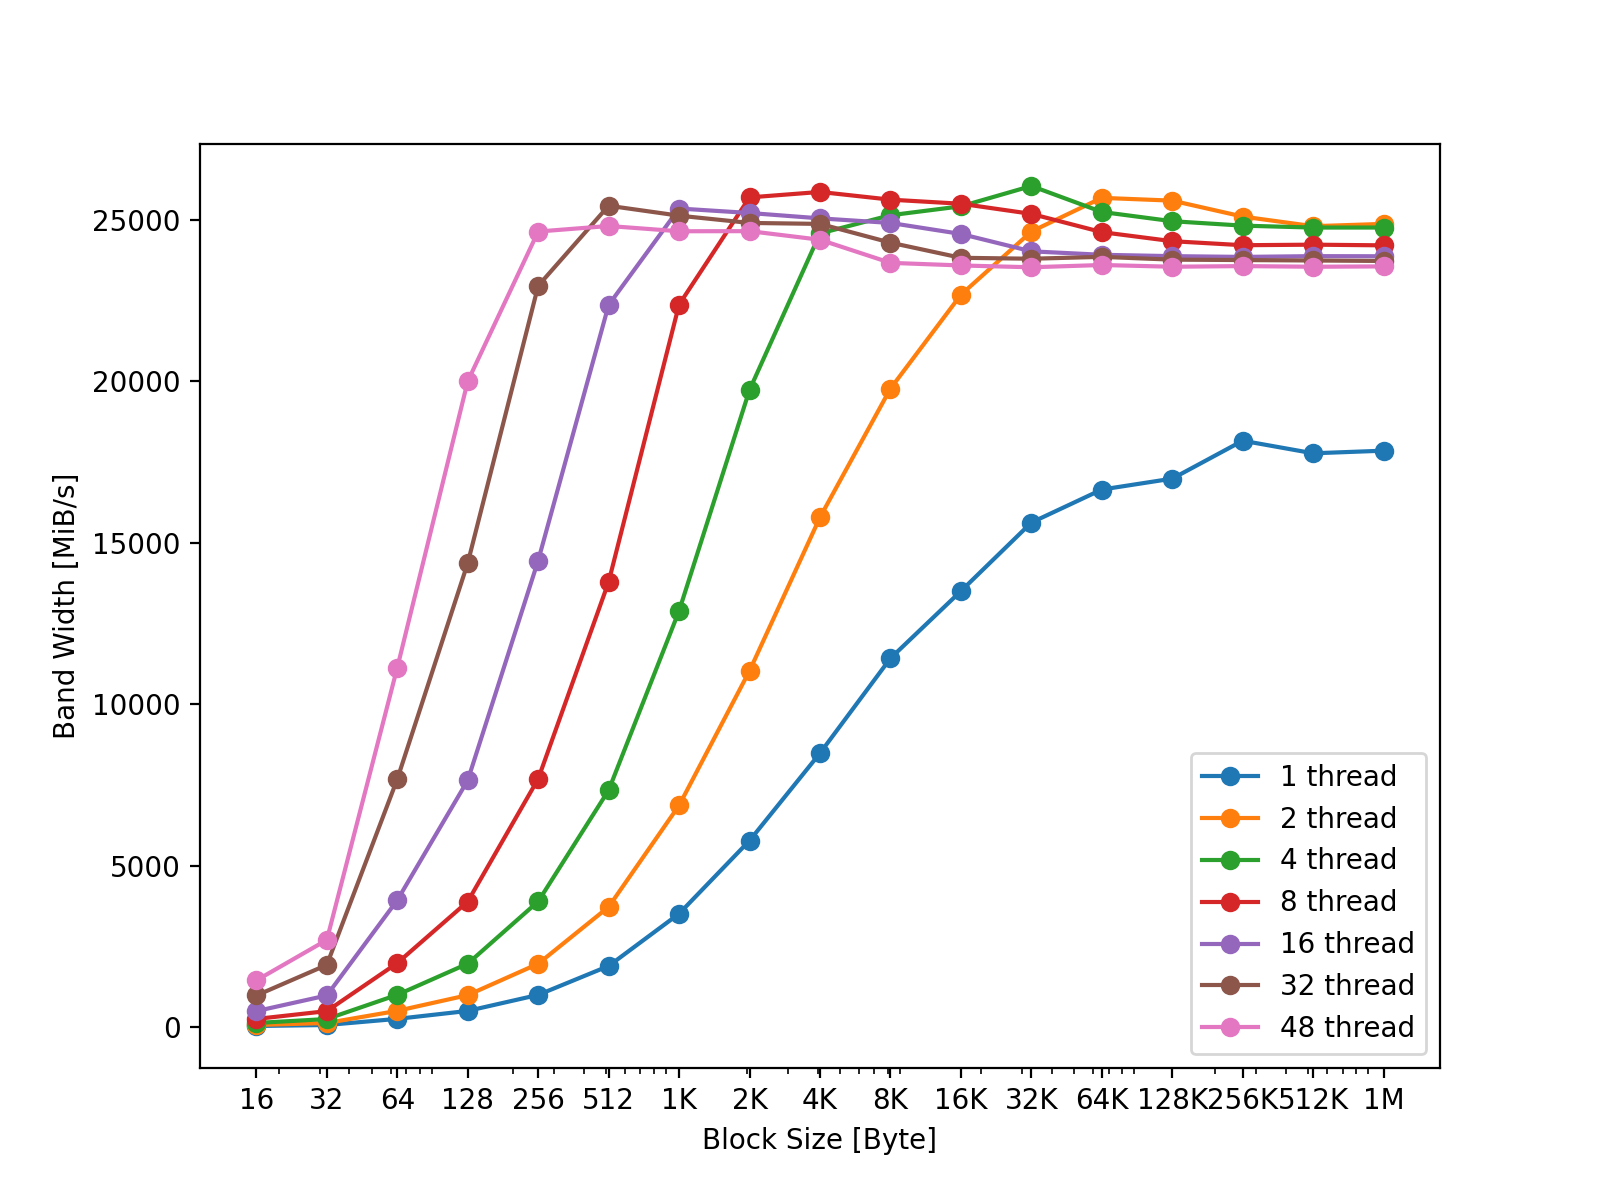 Band Width [MiB/s]
25000
20000
15000
10000
5000
0
1 thread
2 thread
4 thread
8 thread
16 thread
32 thread
48 thread
16 32 64 128 256 512 1K 2K 4K 8K 16K 32K 64K 128K 256K 512K 1M
Block Size [Byte]